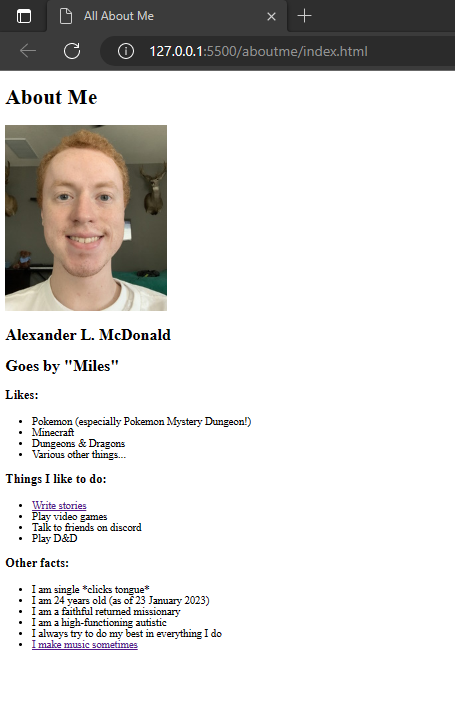 All About Me
127.0.0.1:5500/aboutme/index.html
About Me
Alexander L. McDonald
Goes by "Miles"
Likes:
Pokemon (especially Pokemon Mystery Dungeon!)
Minecraft
Dungeons & Dragons
Various other things...
Things I like to do:
Write stories
Play video games
Talk to friends on discord
Play D&D
Other facts:
I am single *clicks tongue*
I am 24 years old (as of 23 January 2023)
I am a faithful returned missionary
I am a high-functioning autistic
I always try to do my best in everything I do
I make music sometimes